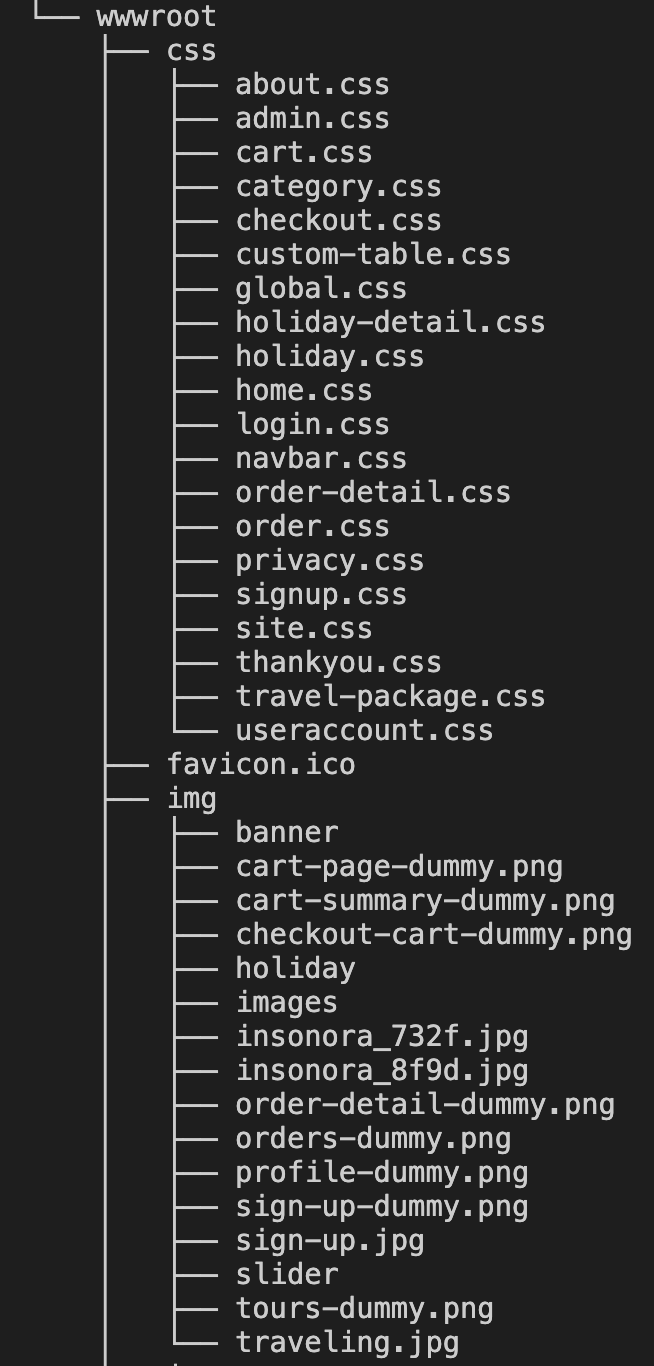 └── wwwroot
├── css
├── about.css
├── admin.css
├── cart.css
├── category.css
├── checkout.css
├── custom-table.css
├── global.css
├── holiday-detail.css
├── holiday.css
├── home.css
├── login.css
├── navbar.css
├── order-detail.css
├── order.css
├── privacy.css
├── signup.css
├── site.css
├── thankyou.css
├── travel-package.css
└── useraccount.css
├── favicon.ico
├── img
├── banner
├── cart-page-dummy.png
├── cart-summary-dummy.png
├── checkout-cart-dummy.png
├── holiday
├── images
├── insonora_732f.jpg
├── insonora_8f9d.jpg
├── order-detail-dummy.png
├── orders-dummy.png
├── profile-dummy.png
├── sign-up-dummy.png
├── sign-up.jpg
├── slider
├── tours-dummy.png
└── traveling.jpg